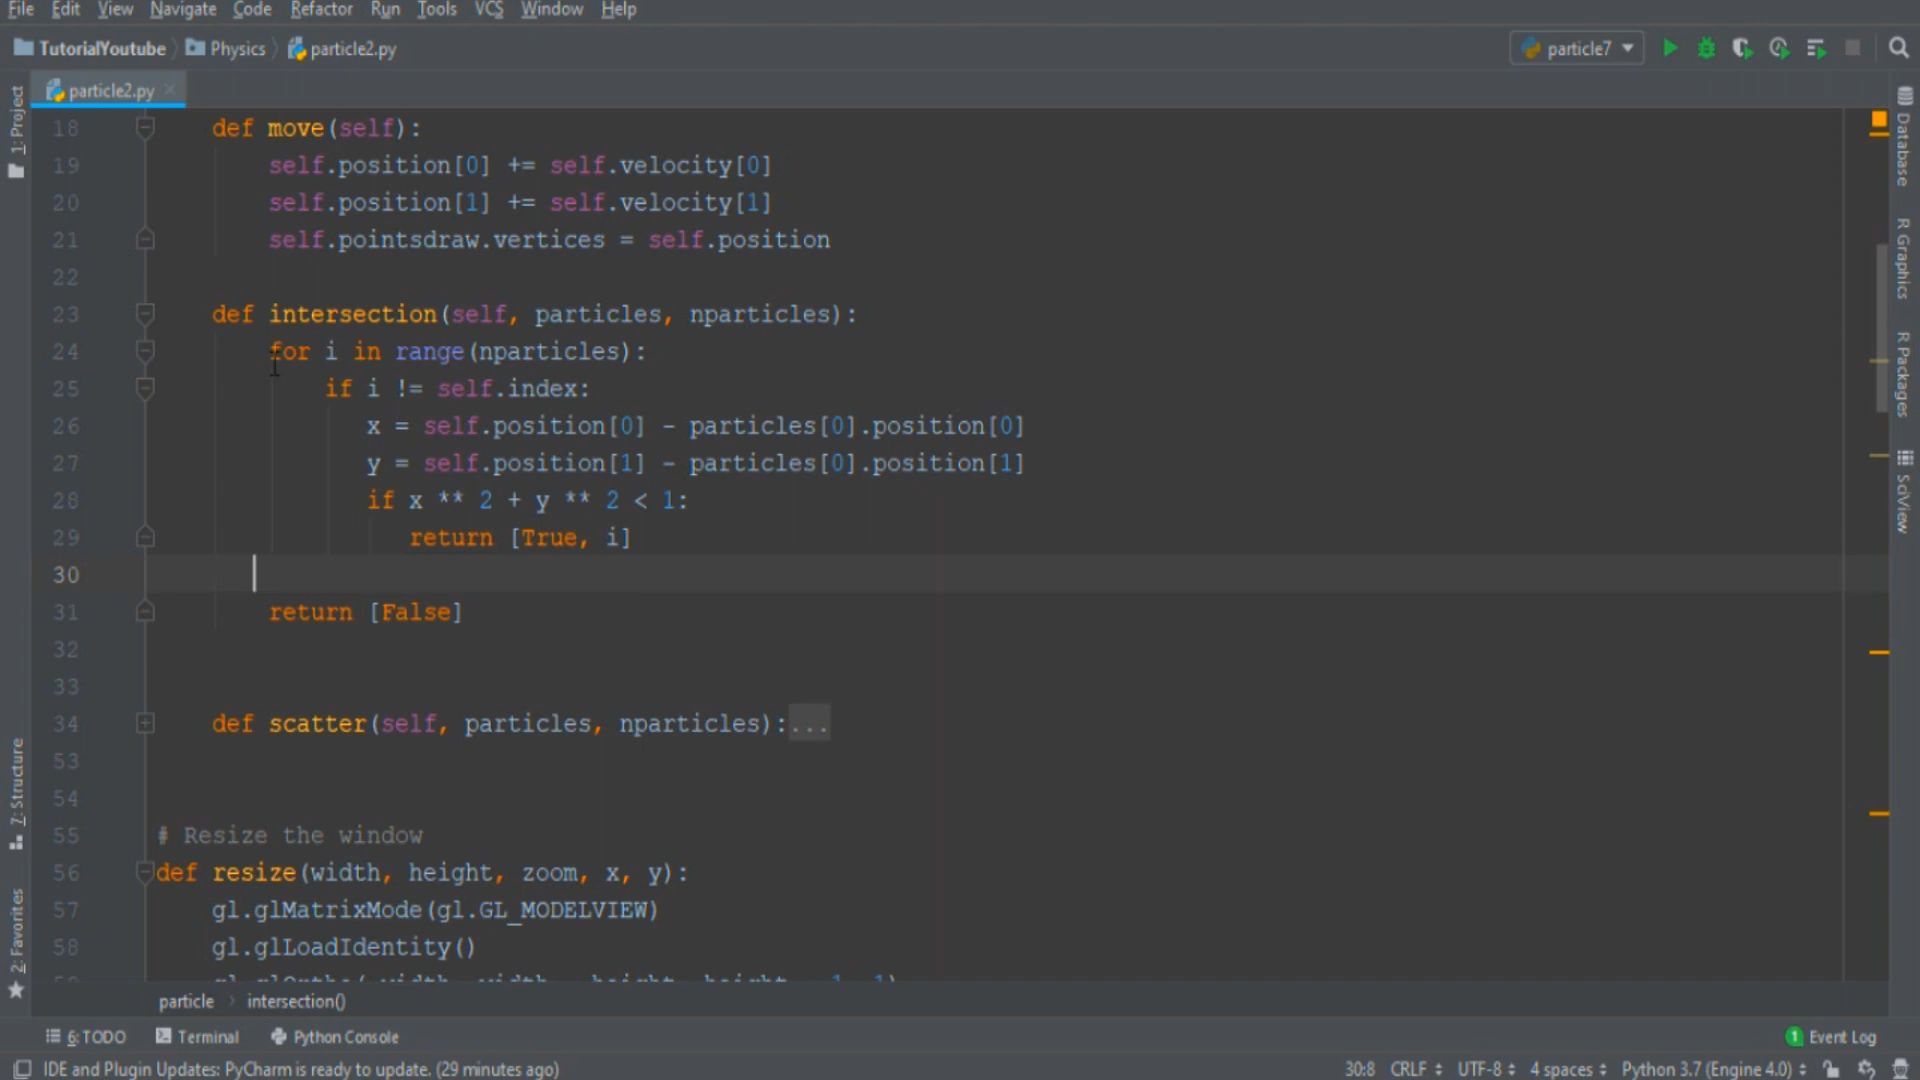 File Edit View Navigate Code Refactor Run Tools VCS Window Help
TutorialYoutube Physics particle2.py particle7
particle2.py
1: Project
7: Structure
2: Favorites
18 def move(self):
19 self.position[0] += self.velocity[0]
20 self.position[1] += self.velocity[1]
21 self.pointsdraw.vertices = self.position
22
23 def intersection(self, particles, nparticles):
24 for i in range(nparticles):
25 if i != self.index:
26 x = self.position[0] - particles[0].position[0]
27 y = self.position[1] - particles[0].position[1]
28 if x ** 2 + y ** 2 < 1:
29 return [True, i]
30
31 return [False]
32
33
34 def scatter(self, particles, nparticles):...
53
54
55 # Resize the window
56 def resize(width, height, zoom, x, y):
57 gl.glMatrixMode(gl.GL_MODELVIEW)
58 gl.glLoadIdentity()
Database
R Graphics
R Packages
SciView
particle intersection()
6: TODO Terminal Python Console 1 Event Log
IDE and Plugin Updates: PyCharm is ready to update. (29 minutes ago) 30:8 CRLF UTF-8 4 spaces Python 3.7 (Engine 4.0)